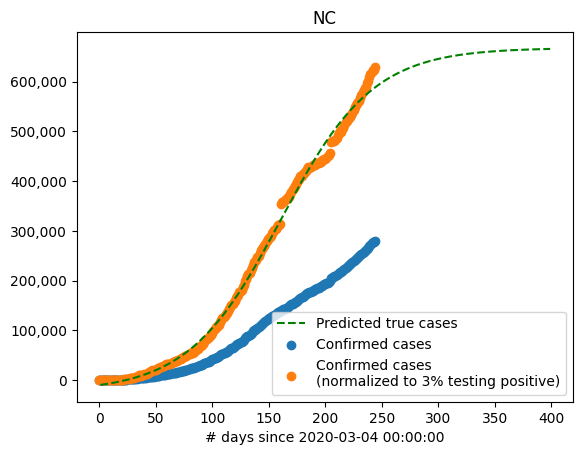 NC
600,000
500,000
400,000
300,000
200,000
100,000
0
Predicted true cases
Confirmed cases
Confirmed cases
(normalized to 3% testing positive)
0 50 100 150 200 250 300 350 400
# days since 2020-03-04 00:00:00